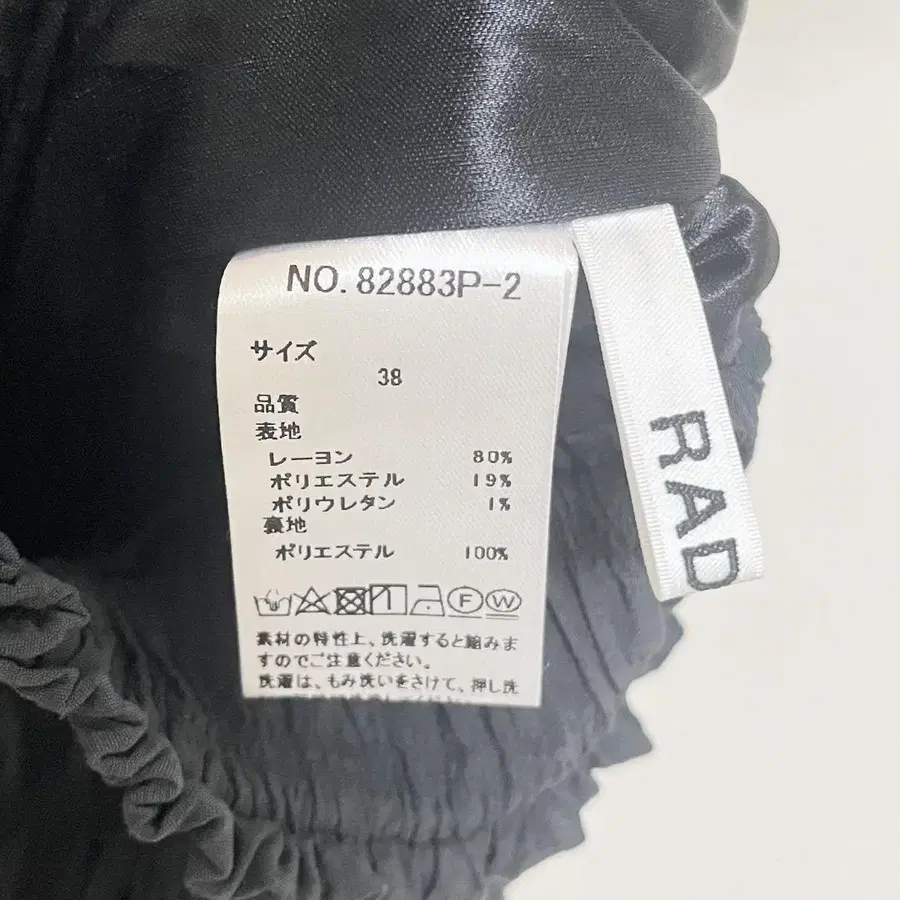 NO.82883P-2
サイズ
38
品質
表地
レーヨン 80%
ポリエステル 19%
ポリウレタン 1%
裏地
ポリエステル 100%
F W
素材の特性上、洗濯すると縮みま
すのでご注意ください。
洗濯は、もみ洗いをさけて、押し洗
RAD